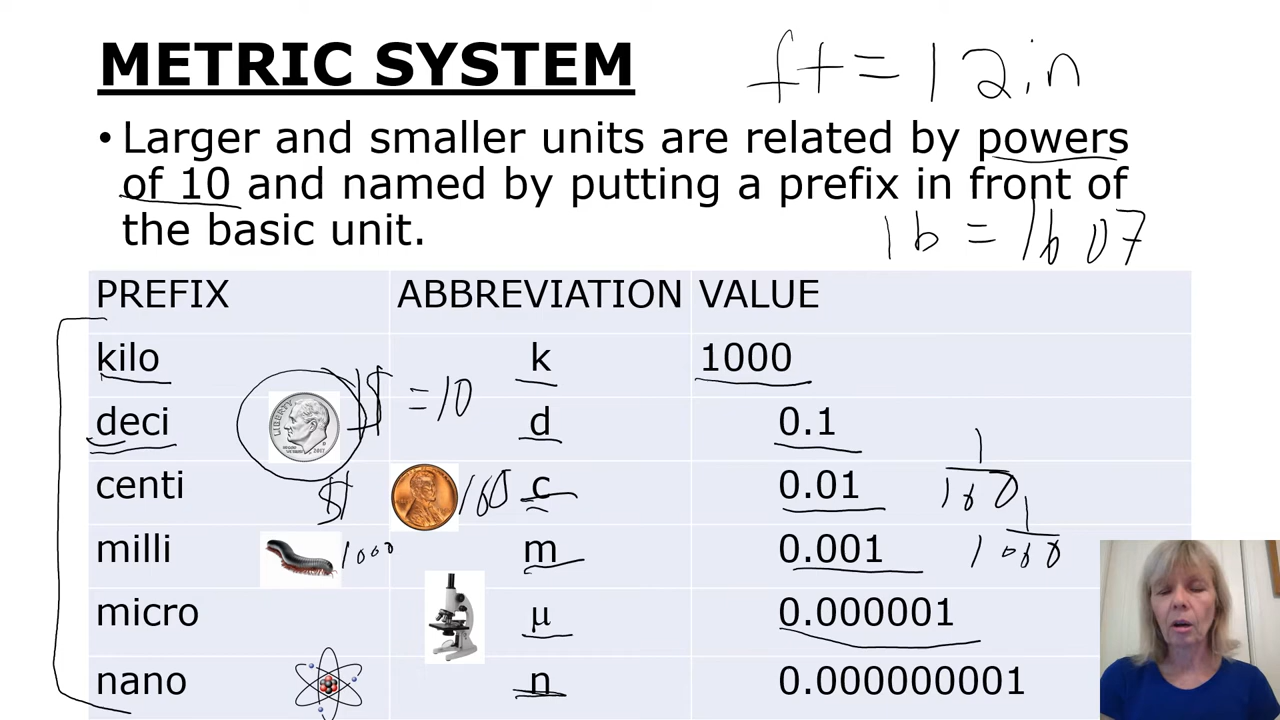 METRIC SYSTEM
ft = 12 in
• Larger and smaller units are related by powers
of 10 and named by putting a prefix in front of
the basic unit.
lb = 16 oz
PREFIX ABBREVIATION VALUE
kilo k 1000
1$ = 10
deci d 0.1
centi $ 100 c 0.01 1/100
milli 1000 m 0.001 1/1000
micro μ 0.000001
nano n 0.000000001